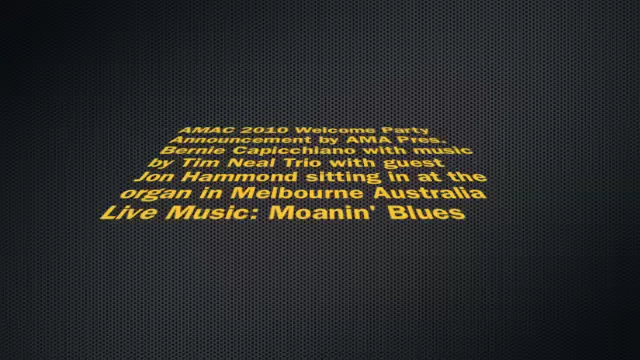 AMAC 2010 Welcome Party
Announcement by AMA Pres.
Bernie Capicchiano with music
by Tim Neal Trio with guest
Jon Hammond sitting in at the
organ in Melbourne Australia
Live Music: Moanin' Blues